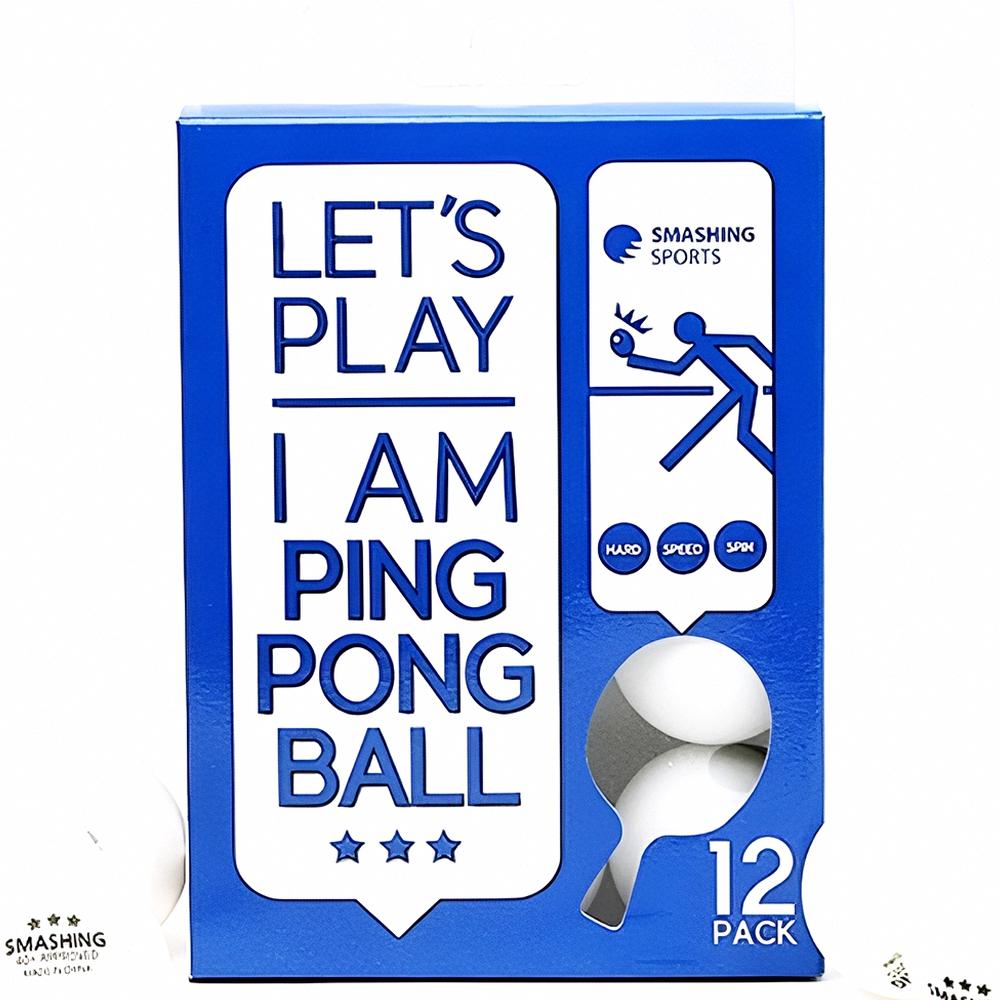 LET'S
PLAY
I AM
PING
PONG
BALL
SMASHING
SPORTS
HARD
SPEED
SPIN
12
PACK
SMASHING